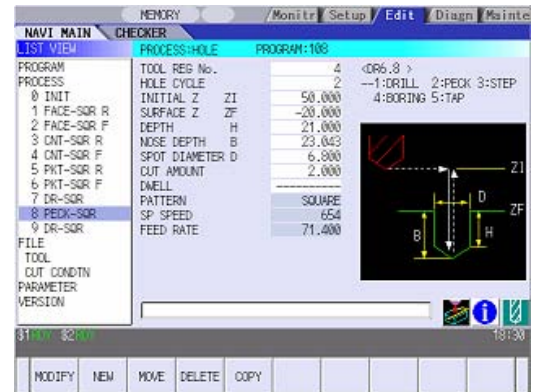 MEMORY Monitr Setup Edit Diagn Mainte
NAVI MAIN CHECKER
LIST VIEW PROCESS:HOLE PROGRAM:108
PROGRAM
PROCESS
0 INIT
1 FACE-SQR R
2 FACE-SQR F
3 CNT-SQR R
4 CNT-SQR F
5 PKT-SQR R
6 PKT-SQR F
7 DR-SQR
8 PECK-SQR
9 DR-SQR
FILE
TOOL
CUT CONDTN
PARAMETER
VERSION
TOOL REG No. 4 <DR6.8 >
HOLE CYCLE 2 --1:DRILL 2:PECK 3:STEP
INITIAL Z ZI 50.000 4:BORING 5:TAP
SURFACE Z ZF -20.000
DEPTH H 21.000
NOSE DEPTH B 23.043
SPOT DIAMETER D 6.800
CUT AMOUNT 2.000
DWELL ----------
PATTERN SQUARE
SP SPEED 654
FEED RATE 71.400
ZI
D
ZF
B
H
$1 RDY $2 RDY 18:30
MODIFY NEW MOVE DELETE COPY